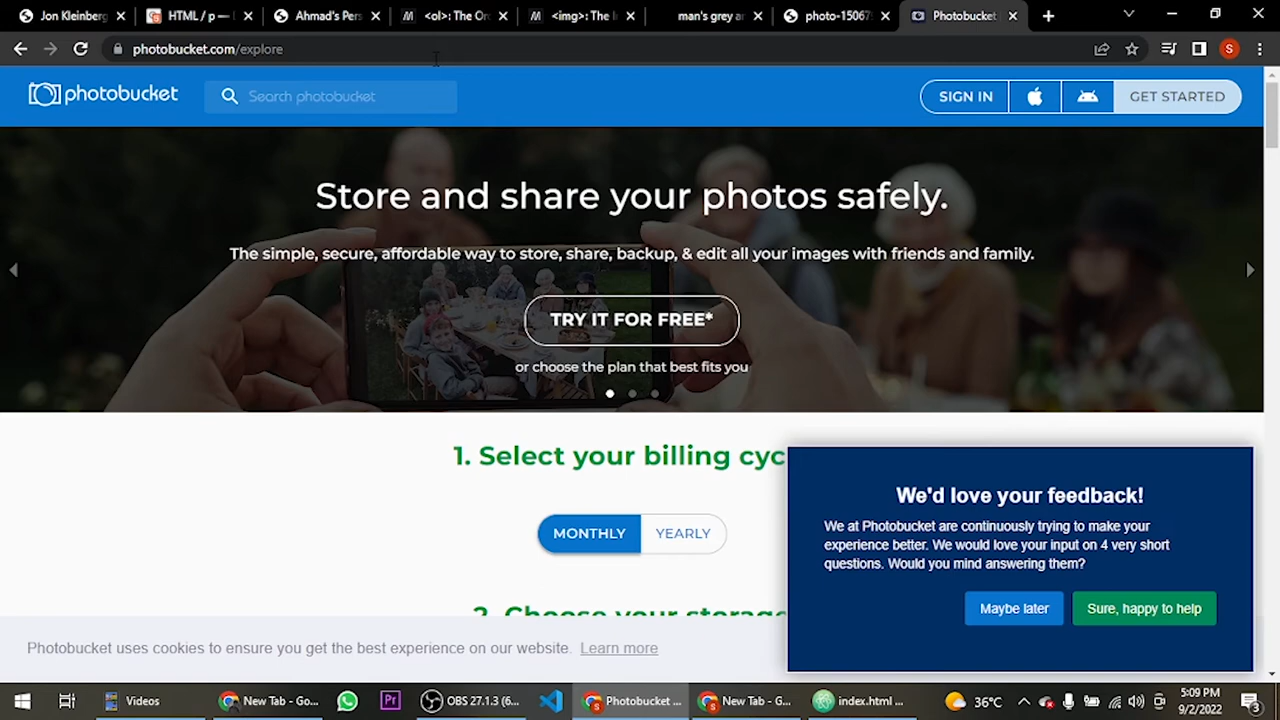 Jon Kleinberg
HTML / p —
Ahmad's Pers
<ol>: The Or
<img>: The I
man's grey a
photo-15067
Photobucket
photobucket.com/explore
S
photobucket
Search photobucket
SIGN IN
GET STARTED
Store and share your photos safely.
The simple, secure, affordable way to store, share, backup, & edit all your images with friends and family.
TRY IT FOR FREE*
or choose the plan that best fits you
1. Select your billing cyc
MONTHLY
YEARLY
2. Choose your storage
We'd love your feedback!
We at Photobucket are continuously trying to make your
experience better. We would love your input on 4 very short
questions. Would you mind answering them?
Maybe later
Sure, happy to help
Photobucket uses cookies to ensure you get the best experience on our website. Learn more
Videos
New Tab - Go...
Pr
OBS 27.1.3 (6...
Photobucket ...
New Tab - G...
index.html ...
36°C
5:09 PM
9/2/2022
3